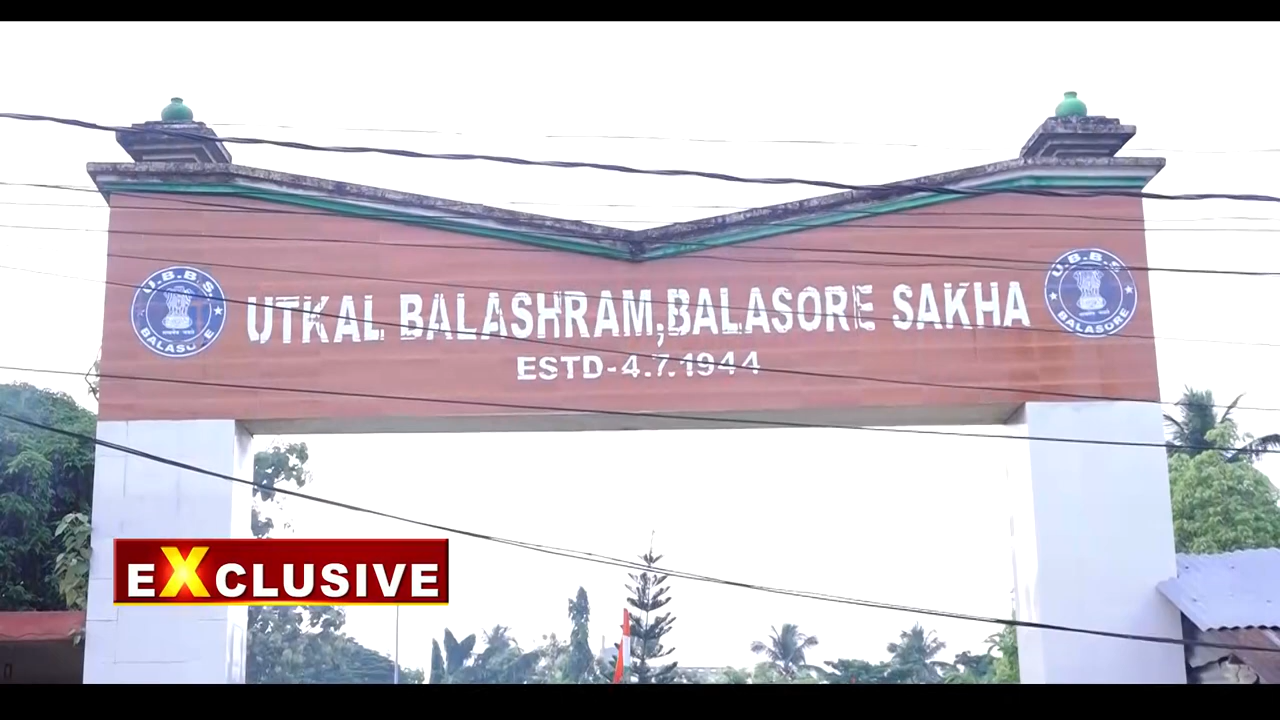 U.B.B.S
BALASORE
UTKAL BALASHRAM,BALASORE SAKHA
ESTD-4.7.1944
U.B.B.S
BALASORE
EXCLUSIVE